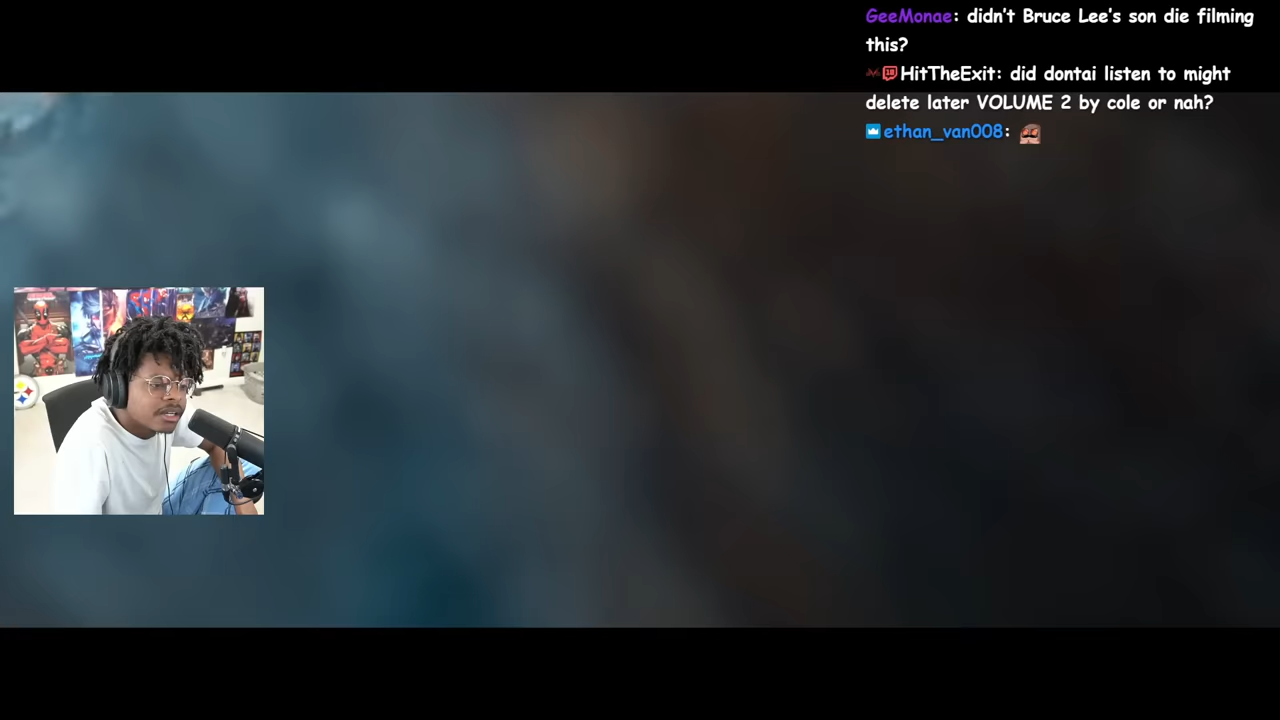 GeeMonae: didn't Bruce Lee's son die filming
this?
HitTheExit: did dontai listen to might
delete later VOLUME 2 by cole or nah?
ethan_van008: